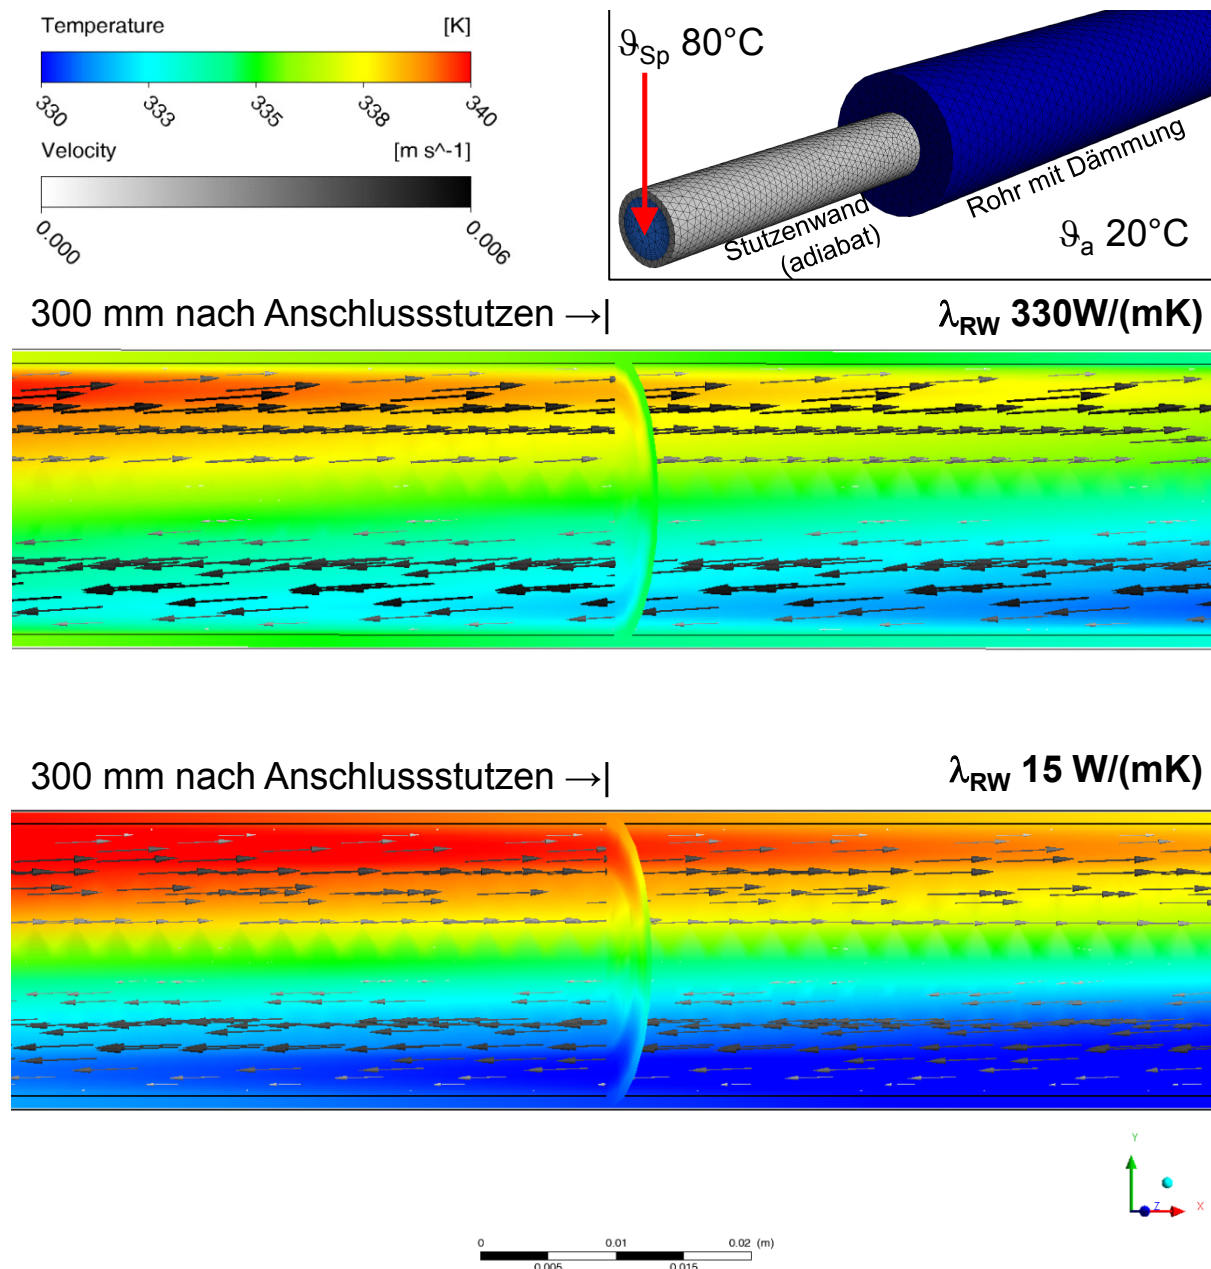 Temperature [K]
330 333 335 338 340
Velocity [m s^-1]
0.000 0.006
ϑSp 80°C
Stutzenwand
(adiabat)
Rohr mit Dämmung
ϑa 20°C
300 mm nach Anschlussstutzen →| λRW 330W/(mK)
300 mm nach Anschlussstutzen →| λRW 15 W/(mK)
Y
Z X
0 0.01 0.02 (m)
0.005 0.015